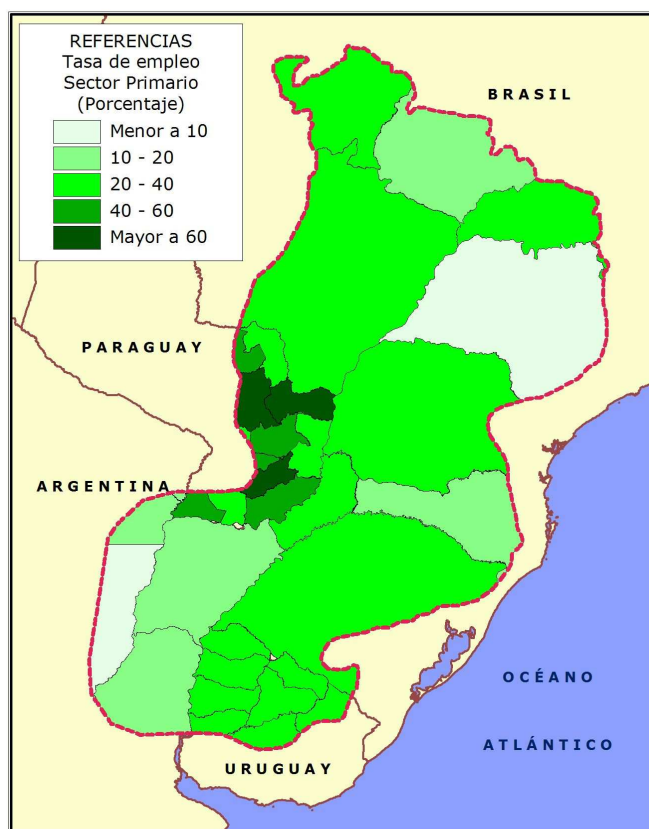 REFERENCIAS
Tasa de empleo
Sector Primario
(Porcentaje)
Menor a 10
10 - 20
20 - 40
40 - 60
Mayor a 60
BRASIL
PARAGUAY
ARGENTINA
OCÉANO
ATLÁNTICO
URUGUAY